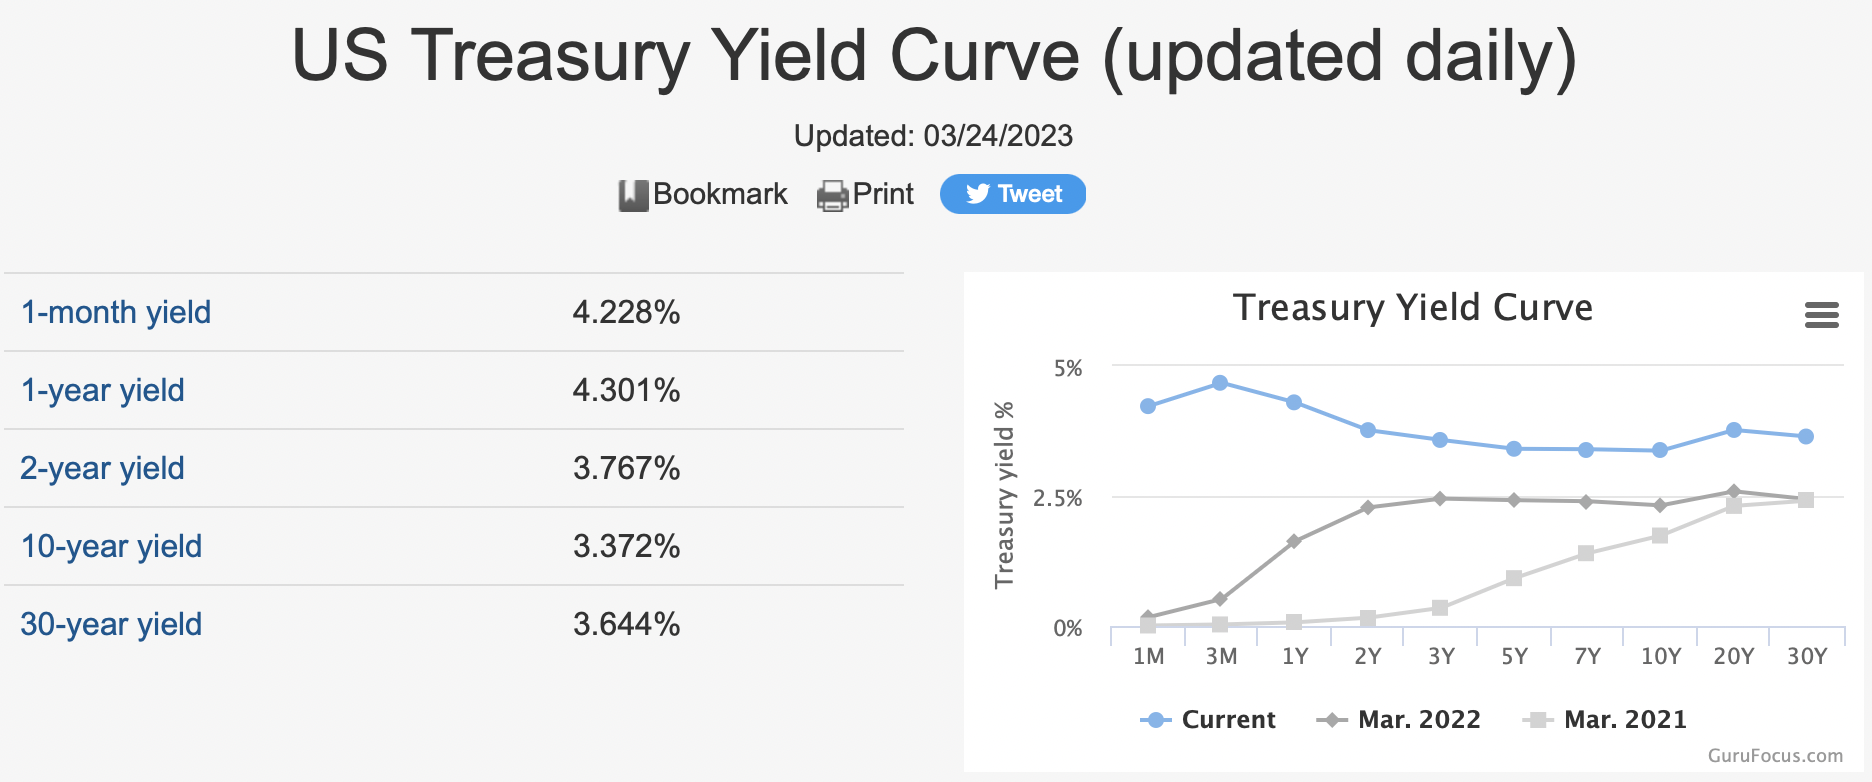 US Treasury Yield Curve (updated daily)
Updated: 03/24/2023
Bookmark Print Tweet
1-month yield 4.228%
1-year yield 4.301%
2-year yield 3.767%
10-year yield 3.372%
30-year yield 3.644%
Treasury Yield Curve
Treasury yield %
5%
2.5%
0%
1M 3M 1Y 2Y 3Y 5Y 7Y 10Y 20Y 30Y
Current Mar. 2022 Mar. 2021
GuruFocus.com